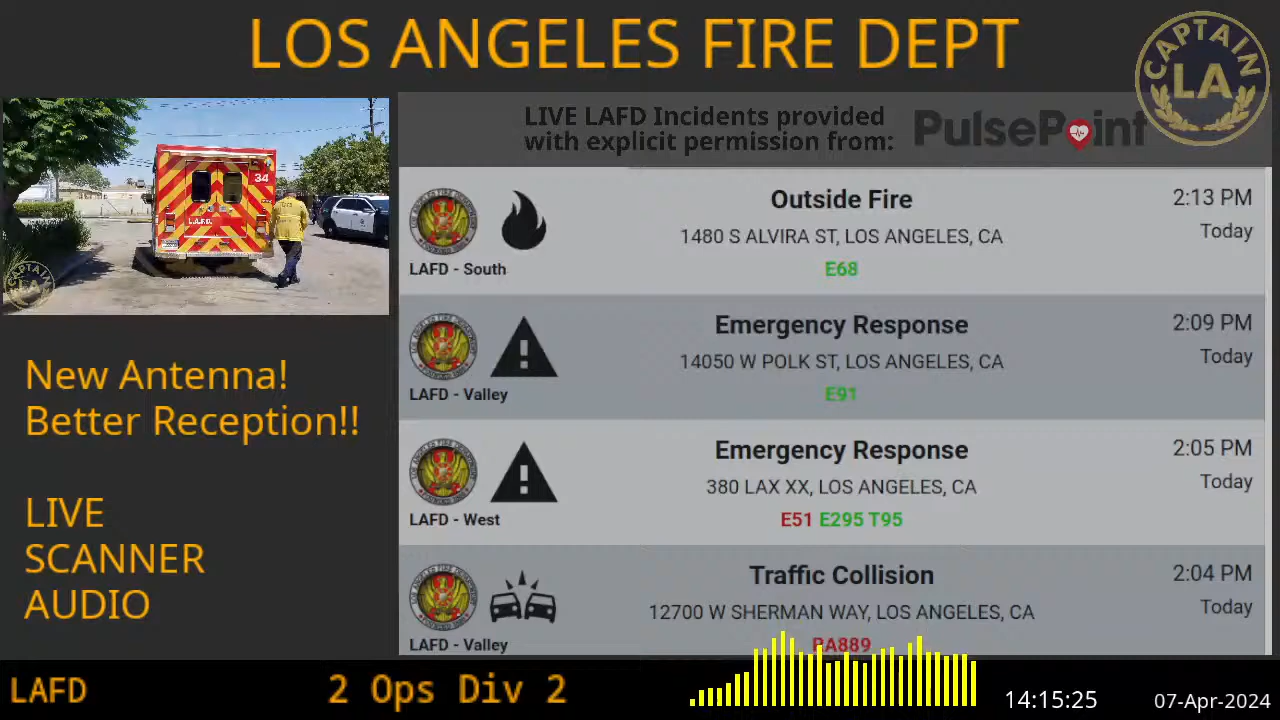 LOS ANGELES FIRE DEPT
CAPTAIN
LA
LIVE LAFD Incidents provided
with explicit permission from:
PulsePoint
34
L.A.F.D.
CAPTAIN
LA
Outside Fire
2:13 PM
1480 S ALVIRA ST, LOS ANGELES, CA
Today
LAFD - South
E68
Emergency Response
2:09 PM
14050 W POLK ST, LOS ANGELES, CA
Today
LAFD - Valley
E91
Emergency Response
2:05 PM
380 LAX XX, LOS ANGELES, CA
Today
LAFD - West
E51 E295 T95
Traffic Collision
2:04 PM
12700 W SHERMAN WAY, LOS ANGELES, CA
Today
LAFD - Valley
RA889
New Antenna!
Better Reception!!
LIVE
SCANNER
AUDIO
LAFD
2 Ops Div 2
14:15:25
07-Apr-2024